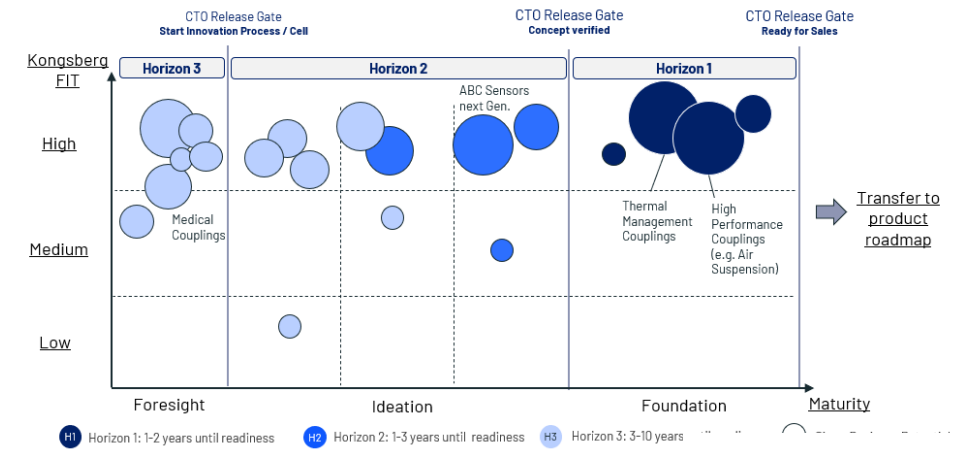 CTO Release Gate
Start Innovation Process / Cell
CTO Release Gate
Concept verified
CTO Release Gate
Ready for Sales
Kongsberg
FIT
Horizon 3
Horizon 2
Horizon 1
ABC Sensors
next Gen.
High
Medical
Couplings
Thermal
Management
Couplings
High
Performance
Couplings
(e.g. Air
Suspension)
Transfer to
product
roadmap
Medium
Low
Foresight
Ideation
Foundation
Maturity
H1
Horizon 1: 1-2 years until readiness
H2
Horizon 2: 1-3 years until readiness
H3
Horizon 3: 3-10 years